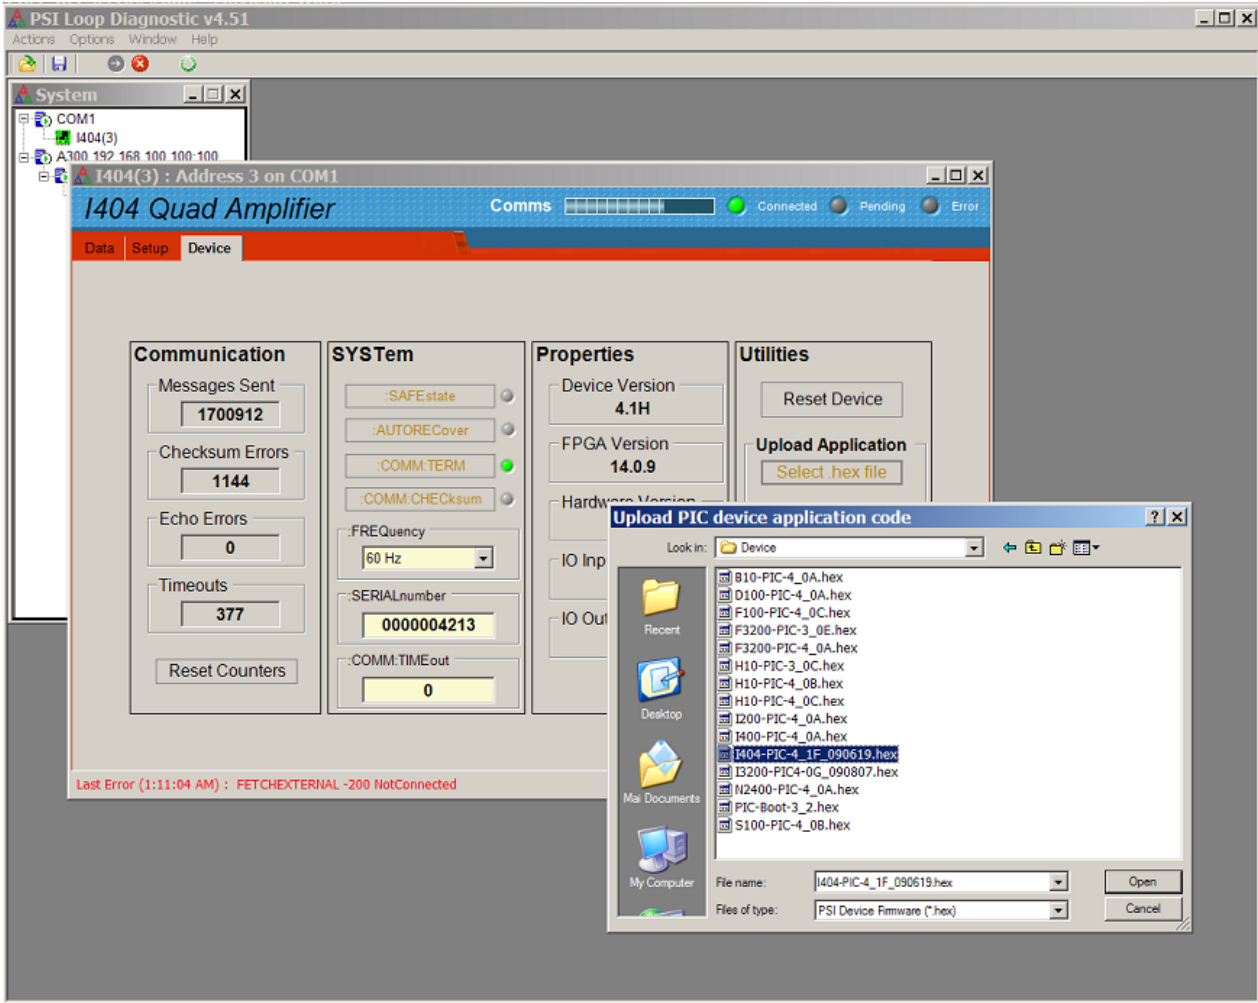 PSI Loop Diagnostic v4.51
Actions Options Window Help
System
COM1
I404(3)
A300 192.168.100.100:100
I404(3) : Address 3 on COM1
I404 Quad Amplifier
Comms
Connected
Pending
Error
Data
Setup
Device
Communication
Messages Sent
1700912
Checksum Errors
1144
Echo Errors
0
Timeouts
377
Reset Counters
SYSTem
:SAFEstate
:AUTORECover
:COMM:TERM
:COMM:CHECksum
:FREQuency
60 Hz
:SERIALnumber
0000004213
:COMM:TIMEout
0
Properties
Device Version
4.1H
FPGA Version
14.0.9
Hardware Version
IO Inp
IO Out
Utilities
Reset Device
Upload Application
Select .hex file
Last Error (1:11:04 AM) : FETCHEXTERNAL -200 NotConnected
Upload PIC device application code
Look in:
Device
Recent
Desktop
Mai Documents
My Computer
B10-PIC-4_0A.hex
D100-PIC-4_0A.hex
F100-PIC-4_0C.hex
F3200-PIC-3_0E.hex
F3200-PIC-4_0A.hex
H10-PIC-3_0C.hex
H10-PIC-4_0B.hex
H10-PIC-4_0C.hex
I200-PIC-4_0A.hex
I400-PIC-4_0A.hex
I404-PIC-4_1F_090619.hex
I3200-PIC4-0G_090807.hex
N2400-PIC-4_0A.hex
PIC-Boot-3_2.hex
S100-PIC-4_0B.hex
File name:
I404-PIC-4_1F_090619.hex
Open
Files of type:
PSI Device Firmware (*.hex)
Cancel